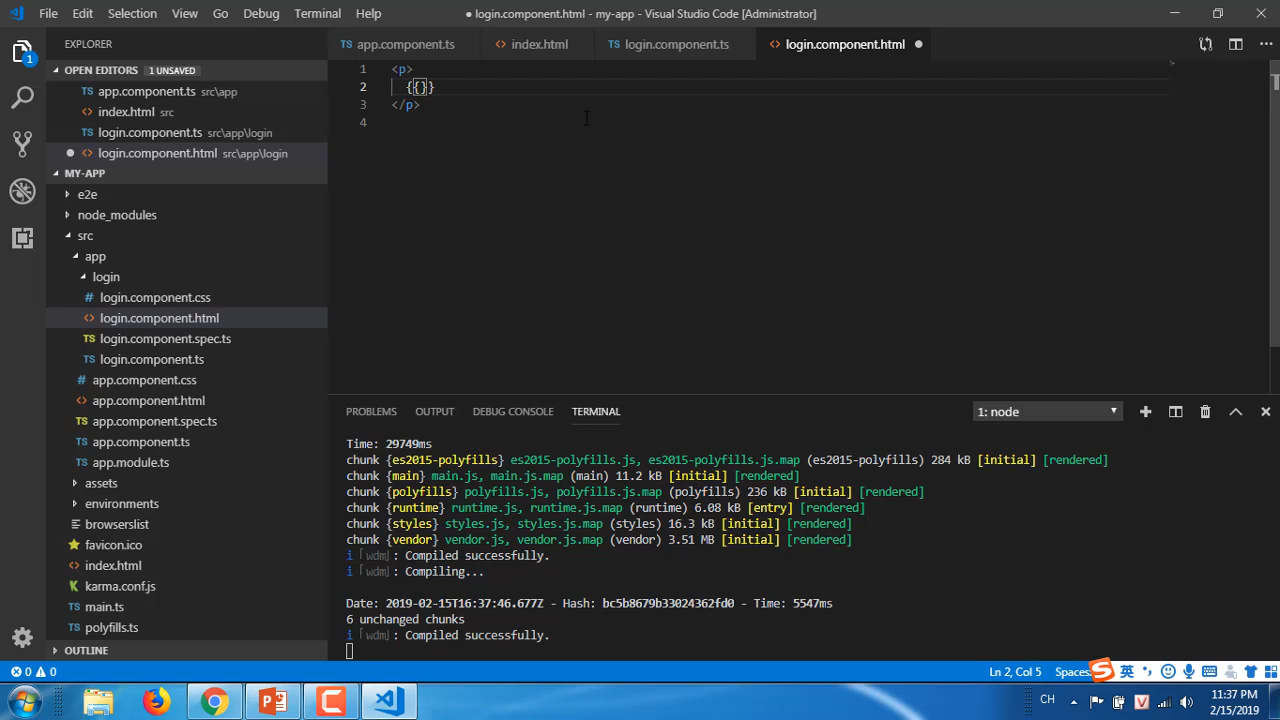 File Edit Selection View Go Debug Terminal Help
● login.component.html - my-app - Visual Studio Code [Administrator]
EXPLORER
TS app.component.ts
<> index.html
TS login.component.ts
<> login.component.html ●
1
OPEN EDITORS 1 UNSAVED
TS app.component.ts src\app
<> index.html src
TS login.component.ts src\app\login
● <> login.component.html src\app\login
MY-APP
e2e
node_modules
src
app
login
# login.component.css
<> login.component.html
TS login.component.spec.ts
TS login.component.ts
# app.component.css
<> app.component.html
TS app.component.spec.ts
TS app.component.ts
TS app.module.ts
assets
environments
browserslist
favicon.ico
<> index.html
karma.conf.js
TS main.ts
TS polyfills.ts
OUTLINE
1 <p>
2 {{}}
3 </p>
4
PROBLEMS OUTPUT DEBUG CONSOLE TERMINAL
1: node
Time: 29749ms
chunk {es2015-polyfills} es2015-polyfills.js, es2015-polyfills.js.map (es2015-polyfills) 284 kB [initial] [rendered]
chunk {main} main.js, main.js.map (main) 11.2 kB [initial] [rendered]
chunk {polyfills} polyfills.js, polyfills.js.map (polyfills) 236 kB [initial] [rendered]
chunk {runtime} runtime.js, runtime.js.map (runtime) 6.08 kB [entry] [rendered]
chunk {styles} styles.js, styles.js.map (styles) 16.3 kB [initial] [rendered]
chunk {vendor} vendor.js, vendor.js.map (vendor) 3.51 MB [initial] [rendered]
i ｢wdm｣: Compiled successfully.
i ｢wdm｣: Compiling...
Date: 2019-02-15T16:37:46.677Z - Hash: bc5b8679b33024362fd0 - Time: 5547ms
6 unchanged chunks
i ｢wdm｣: Compiled successfully.
0 0
Ln 2, Col 5 Spaces:
S 英
CH
V
11:37 PM
2/15/2019